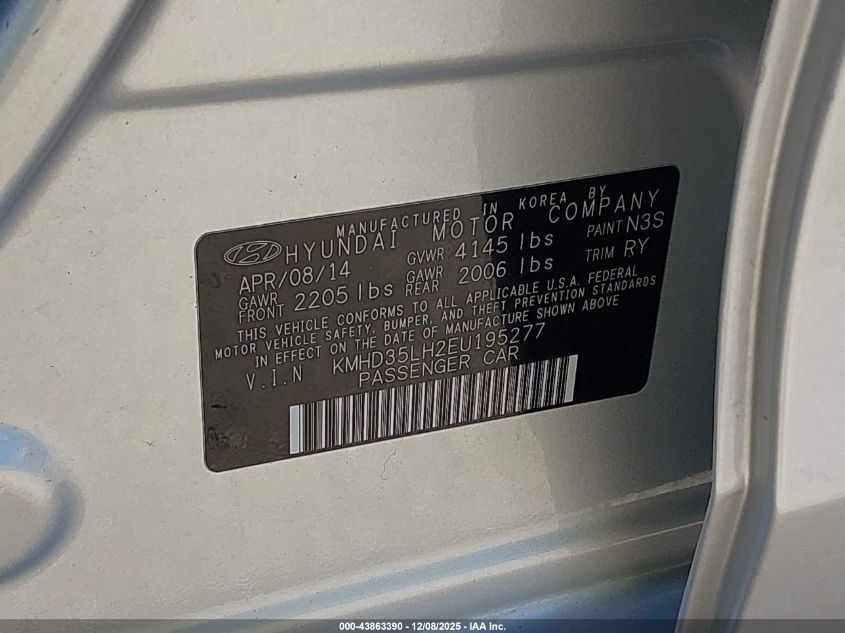 MANUFACTURED IN KOREA BY
HYUNDAI MOTOR COMPANY
APR/08/14 GVWR 4145 lbs PAINT N3S
GAWR FRONT 2205 lbs GAWR REAR 2006 lbs TRIM RY
THIS VEHICLE CONFORMS TO ALL APPLICABLE U.S.A. FEDERAL
MOTOR VEHICLE SAFETY, BUMPER, AND THEFT PREVENTION STANDARDS
IN EFFECT ON THE DATE OF MANUFACTURE SHOWN ABOVE
V.I.N KMHD35LH2EU195277
PASSENGER CAR
000-43863390 - 12/08/2025 - IAA Inc.